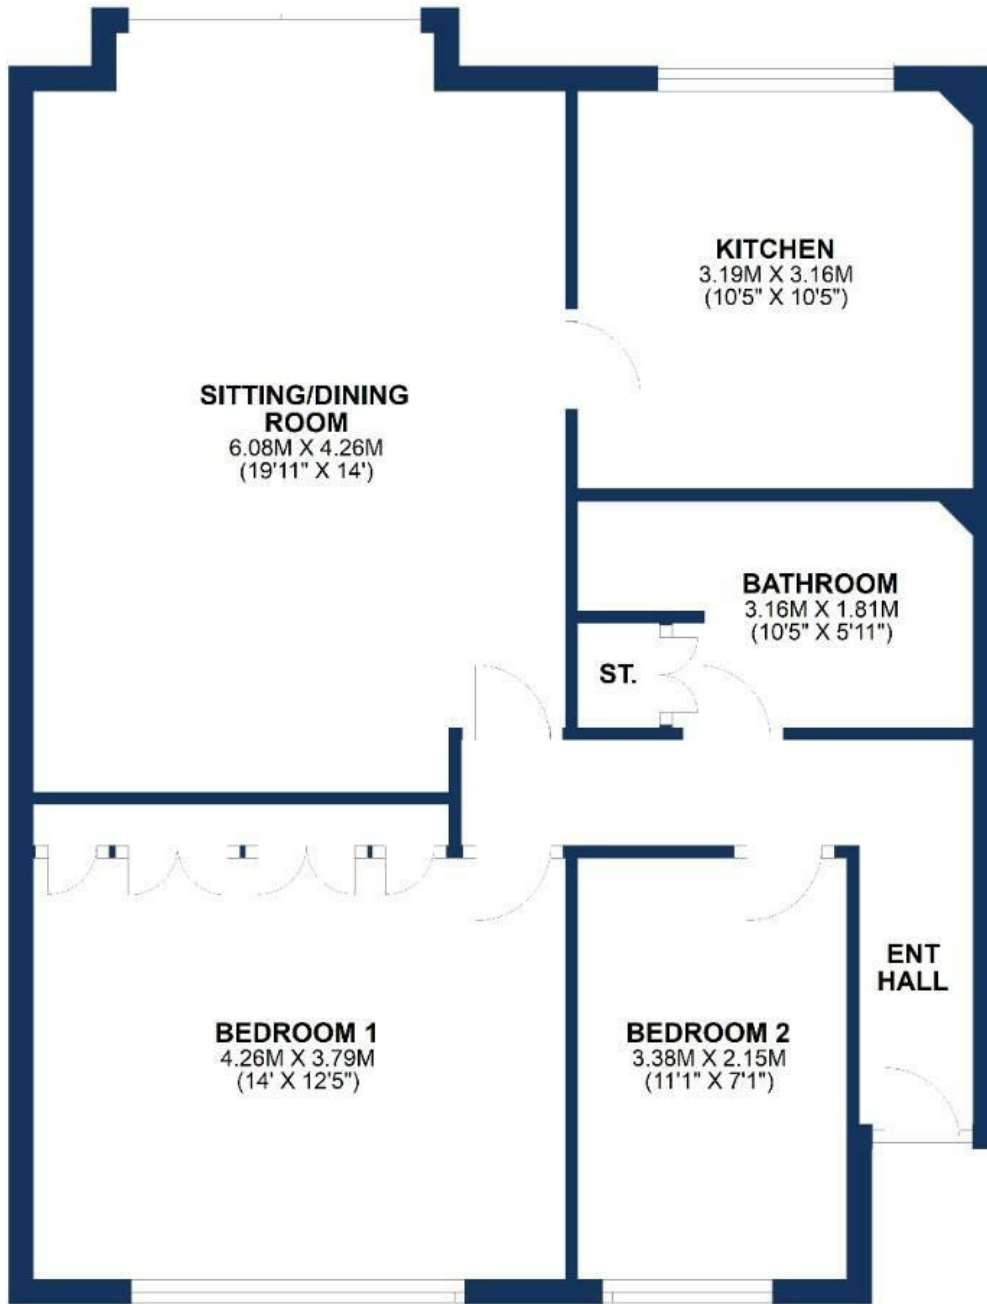 KITCHEN
3.19M X 3.16M
(10'5" X 10'5")
SITTING/DINING
ROOM
6.08M X 4.26M
(19'11" X 14')
BATHROOM
3.16M X 1.81M
(10'5" X 5'11")
ST.
ENT
HALL
BEDROOM 1
4.26M X 3.79M
(14' X 12'5")
BEDROOM 2
3.38M X 2.15M
(11'1" X 7'1")